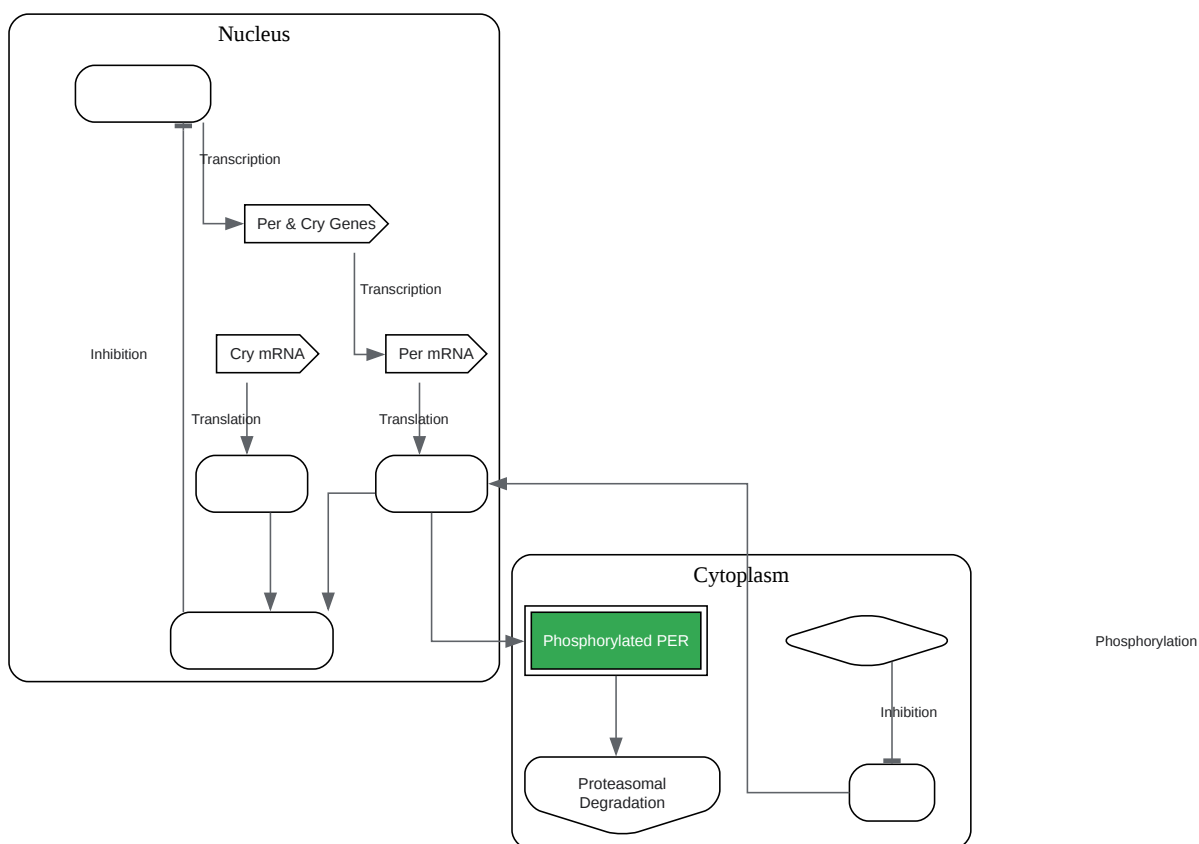 Nucleus
Transcription
Per & Cry Genes
Transcription
Inhibition
Cry mRNA
Per mRNA
Translation
Translation
Cytoplasm
Phosphorylated PER
Phosphorylation
Inhibition
Proteasomal
Degradation